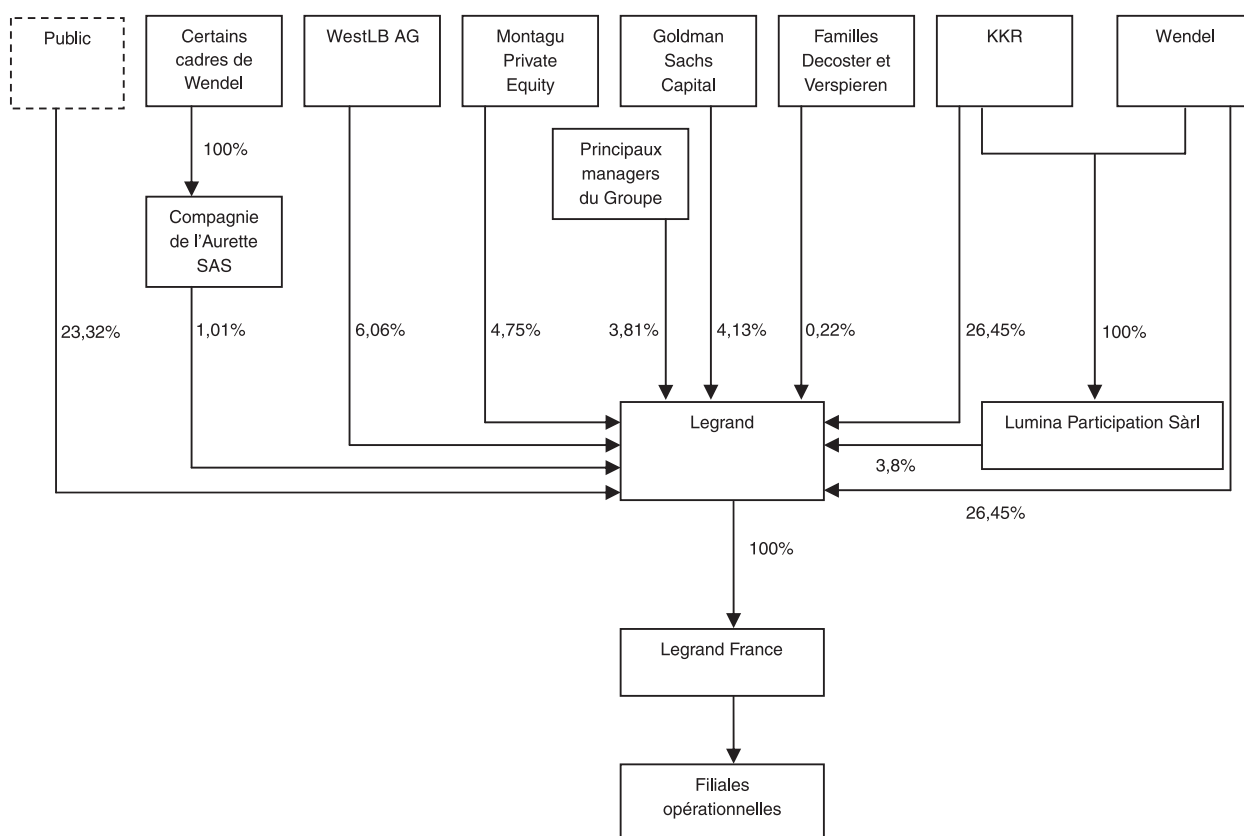 Public
Certains
cadres de
Wendel
WestLB AG
Montagu
Private
Equity
Goldman
Sachs
Capital
Familles
Decoster et
Verspieren
KKR
Wendel
100%
Principaux
managers
du Groupe
Compagnie
de l'Aurette
SAS
23,32%
1,01%
6,06%
4,75%
3,81%
4,13%
0,22%
26,45%
100%
Legrand
Lumina Participation Sàrl
3,8%
26,45%
100%
Legrand France
Filiales
opérationnelles